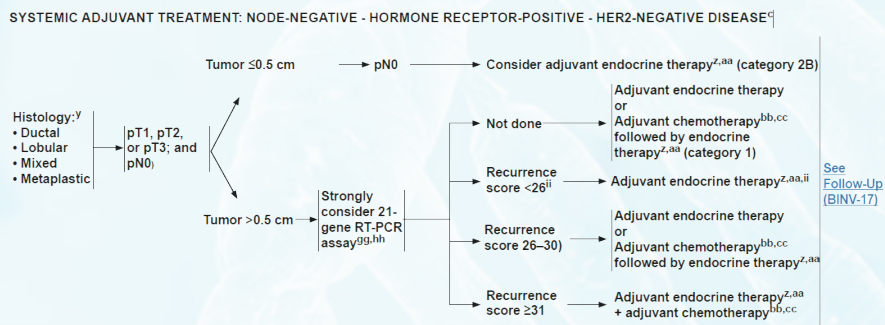 SYSTEMIC ADJUVANT TREATMENT: NODE-NEGATIVE - HORMONE RECEPTOR-POSITIVE - HER2-NEGATIVE DISEASEc
Tumor ≤0.5 cm
pN0
Consider adjuvant endocrine therapyz,aa (category 2B)
Histology:y
• Ductal
• Lobular
• Mixed
• Metaplastic
pT1, pT2,
or pT3; and
pN0)
Tumor >0.5 cm
Strongly
consider 21-
gene RT-PCR
assaygg,hh
Not done
Adjuvant endocrine therapy
or
Adjuvant chemotherapybb,cc
followed by endocrine
therapyz,aa (category 1)
Recurrence
score <26ii
Adjuvant endocrine therapyz,aa,ii
Recurrence
score 26–30)
Adjuvant endocrine therapy
or
Adjuvant chemotherapybb,cc
followed by endocrine therapyz,aa
Recurrence
score ≥31
Adjuvant endocrine therapyz,aa
+ adjuvant chemotherapybb,cc
See
Follow-Up
(BINV-17)